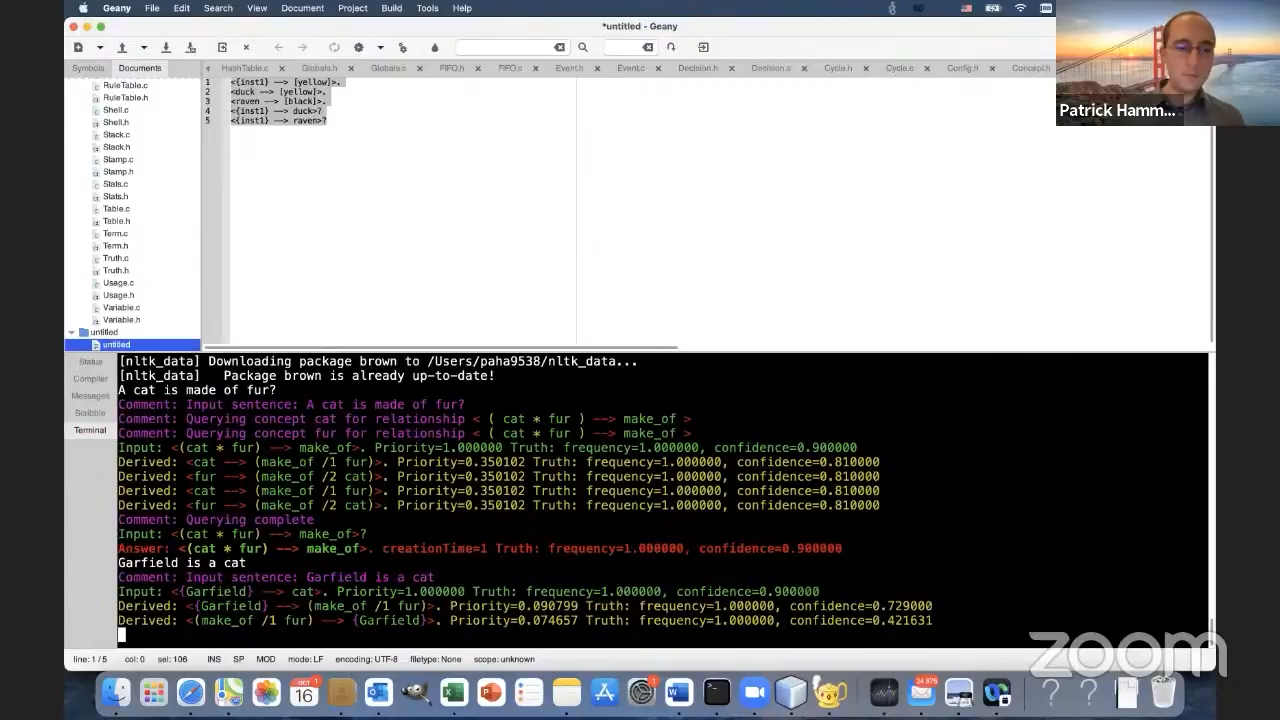 Geany File Edit Search View Document Project Build Tools Help
*untitled - Geany
Symbols Documents HashTable.c Globals.h Globals.c FIFO.h FIFO.c Event.h Event.c Decision.h Decision.c Cycle.h Cycle.c Config.h Concept.h
1 <{inst1} --> [yellow]>.
2 <duck --> [yellow]>.
3 <raven --> [black]>.
4 <{inst1} --> duck>?
5 <{inst1} --> raven>?
Patrick Hamm...
RuleTable.c
RuleTable.h
Shell.c
Shell.h
Stack.c
Stack.h
Stamp.c
Stamp.h
Stats.c
Stats.h
Table.c
Table.h
Term.c
Term.h
Truth.c
Truth.h
Usage.c
Usage.h
Variable.c
Variable.h
untitled
untitled
Status
Compiler
Messages
Scribble
Terminal
[nltk_data] Downloading package brown to /Users/paha9538/nltk_data...
[nltk_data] Package brown is already up-to-date!
A cat is made of fur?
Comment: Input sentence: A cat is made of fur?
Comment: Querying concept cat for relationship < ( cat * fur ) --> make_of >
Comment: Querying concept fur for relationship < ( cat * fur ) --> make_of >
Input: <(cat * fur) --> make_of>. Priority=1.000000 Truth: frequency=1.000000, confidence=0.900000
Derived: <cat --> (make_of /1 fur)>. Priority=0.350102 Truth: frequency=1.000000, confidence=0.810000
Derived: <fur --> (make_of /2 cat)>. Priority=0.350102 Truth: frequency=1.000000, confidence=0.810000
Derived: <cat --> (make_of /1 fur)>. Priority=0.350102 Truth: frequency=1.000000, confidence=0.810000
Derived: <fur --> (make_of /2 cat)>. Priority=0.350102 Truth: frequency=1.000000, confidence=0.810000
Comment: Querying complete
Input: <(cat * fur) --> make_of>?
Answer: <(cat * fur) --> make_of>. creationTime=1 Truth: frequency=1.000000, confidence=0.900000
Garfield is a cat
Comment: Input sentence: Garfield is a cat
Input: <{Garfield} --> cat>. Priority=1.000000 Truth: frequency=1.000000, confidence=0.900000
Derived: <{Garfield} --> (make_of /1 fur)>. Priority=0.090799 Truth: frequency=1.000000, confidence=0.729000
Derived: <(make_of /1 fur) --> {Garfield}>. Priority=0.074657 Truth: frequency=1.000000, confidence=0.421631
zoom
line: 1 / 5 col: 0 sel: 106 INS SP MOD mode: LF encoding: UTF-8 filetype: None scope: unknown
OCT 1
16
24 876